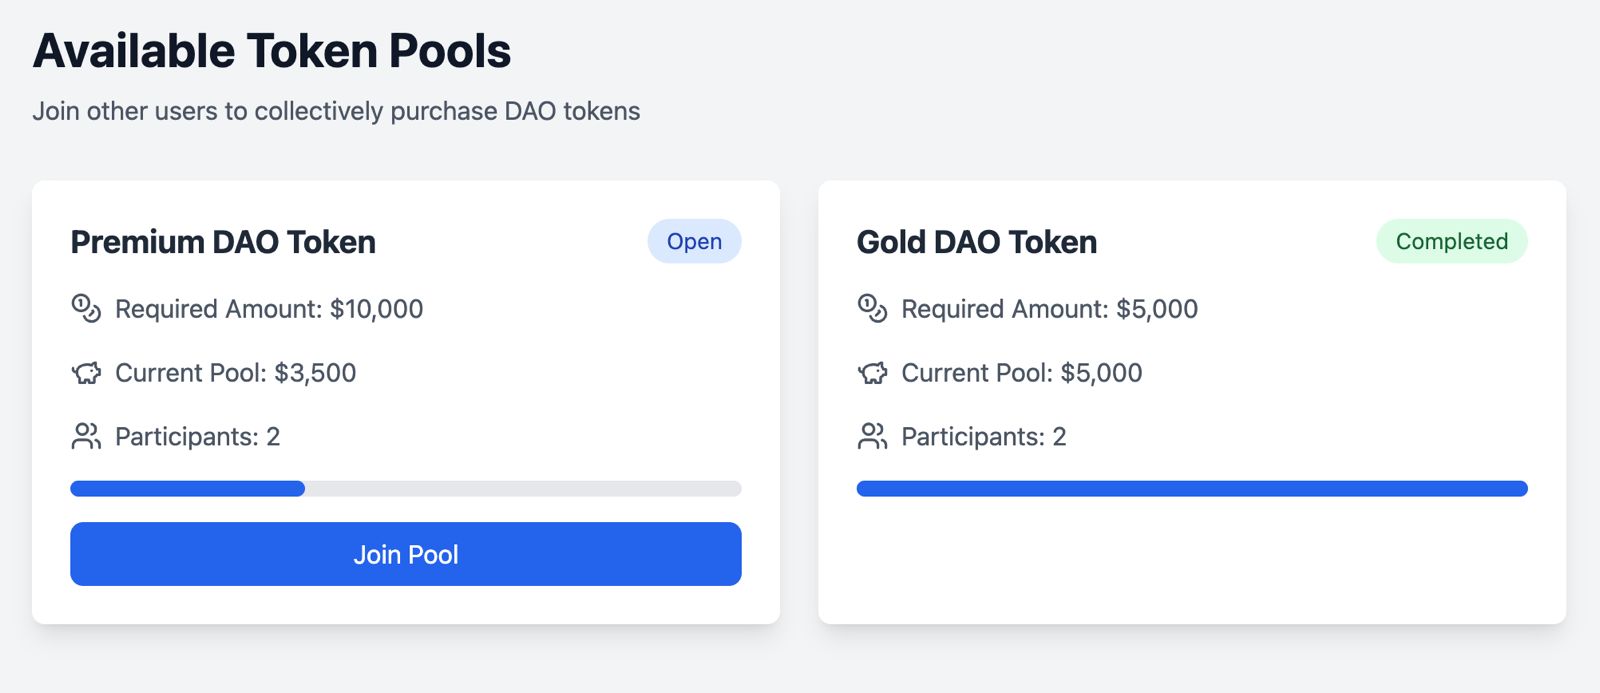 Available Token Pools
Join other users to collectively purchase DAO tokens
Premium DAO Token
Open
Required Amount: $10,000
Current Pool: $3,500
Participants: 2
Join Pool
Gold DAO Token
Completed
Required Amount: $5,000
Current Pool: $5,000
Participants: 2